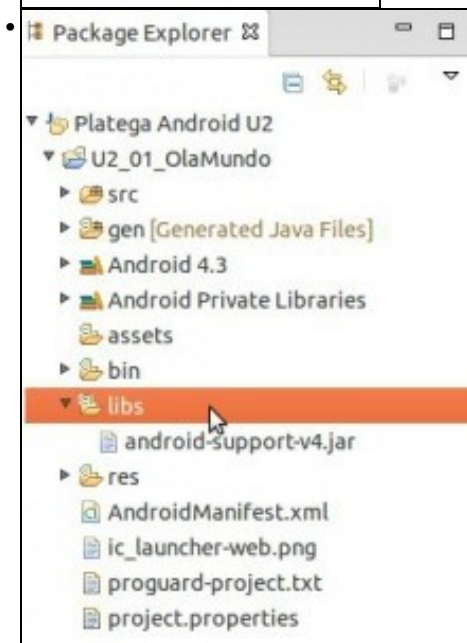 Package Explorer
Platega Android U2
U2_01_OlaMundo
src
gen [Generated Java Files]
Android 4.3
Android Private Libraries
assets
bin
libs
android-support-v4.jar
res
AndroidManifest.xml
ic_launcher-web.png
proguard-project.txt
project.properties